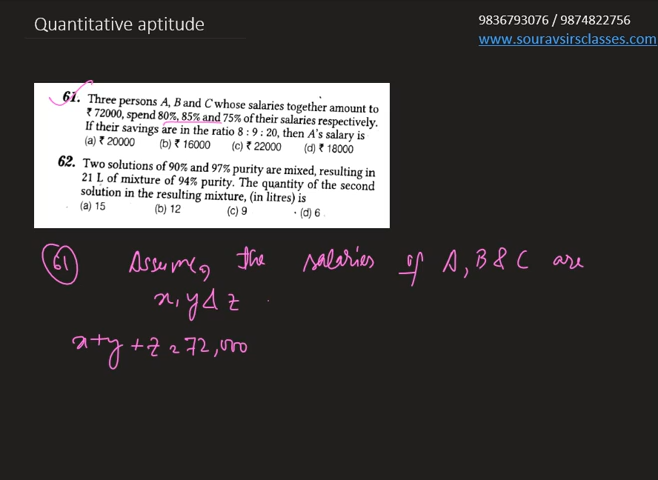 Quantitative aptitude
9836793076 / 9874822756
www.souravsirsclasses.com
61. Three persons A, B and C whose salaries together amount to
₹ 72000, spend 80%, 85% and 75% of their salaries respectively.
If their savings are in the ratio 8 : 9 : 20, then A's salary is
(a) ₹ 20000 (b) ₹ 16000 (c) ₹ 22000 (d) ₹ 18000
62. Two solutions of 90% and 97% purity are mixed, resulting in
21 L of mixture of 94% purity. The quantity of the second
solution in the resulting mixture, (in litres) is
(a) 15 (b) 12 (c) 9 (d) 6
61 Assuming the salaries of A, B & C are
x, y & z
x+y+z=72,000